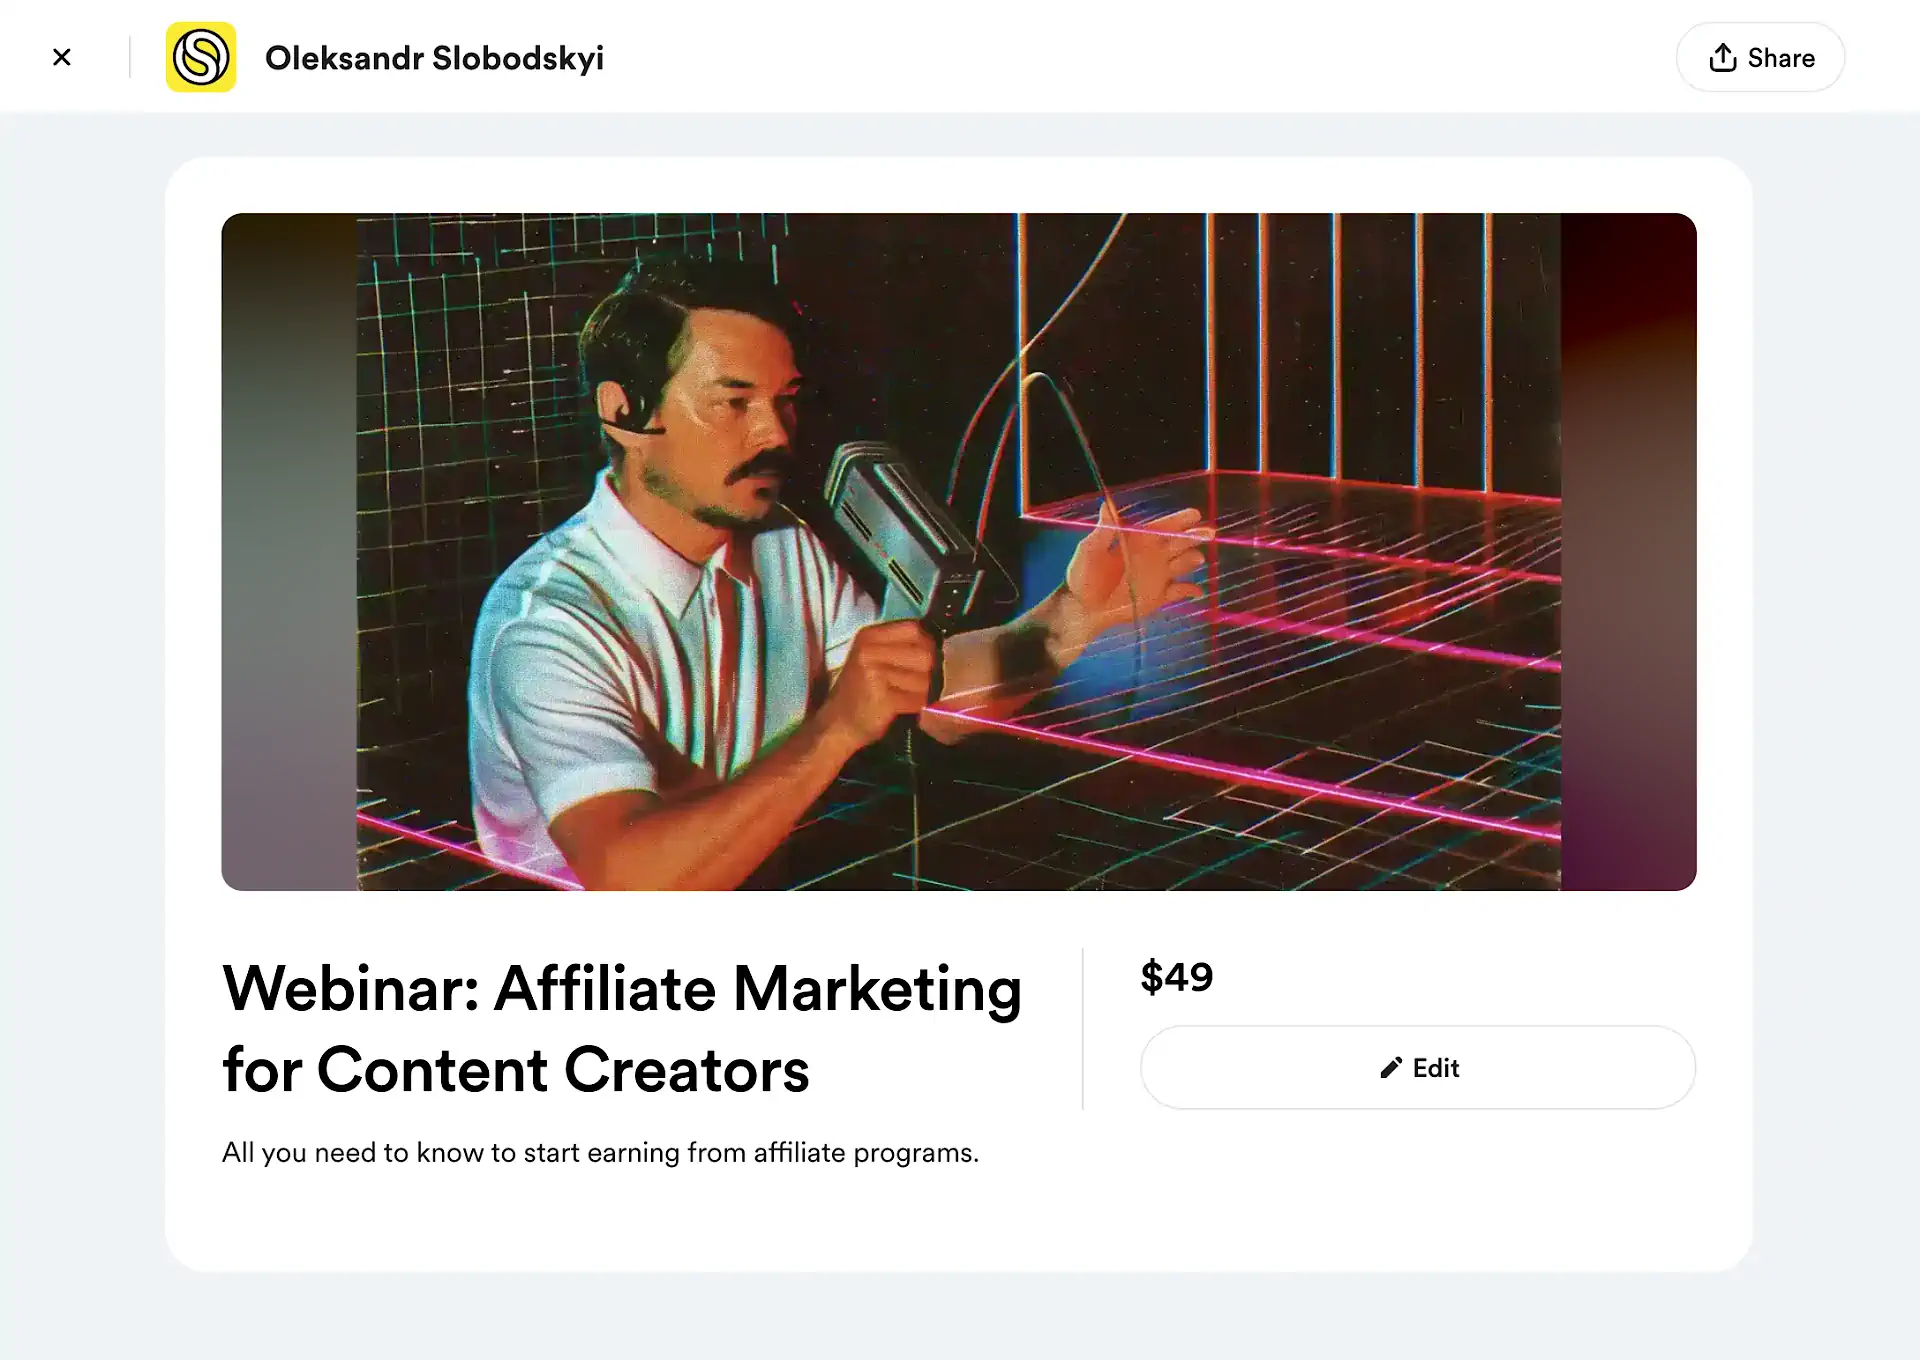 Oleksandr Slobodskyi
Share
Webinar: Affiliate Marketing
for Content Creators
$49
Edit
All you need to know to start earning from affiliate programs.